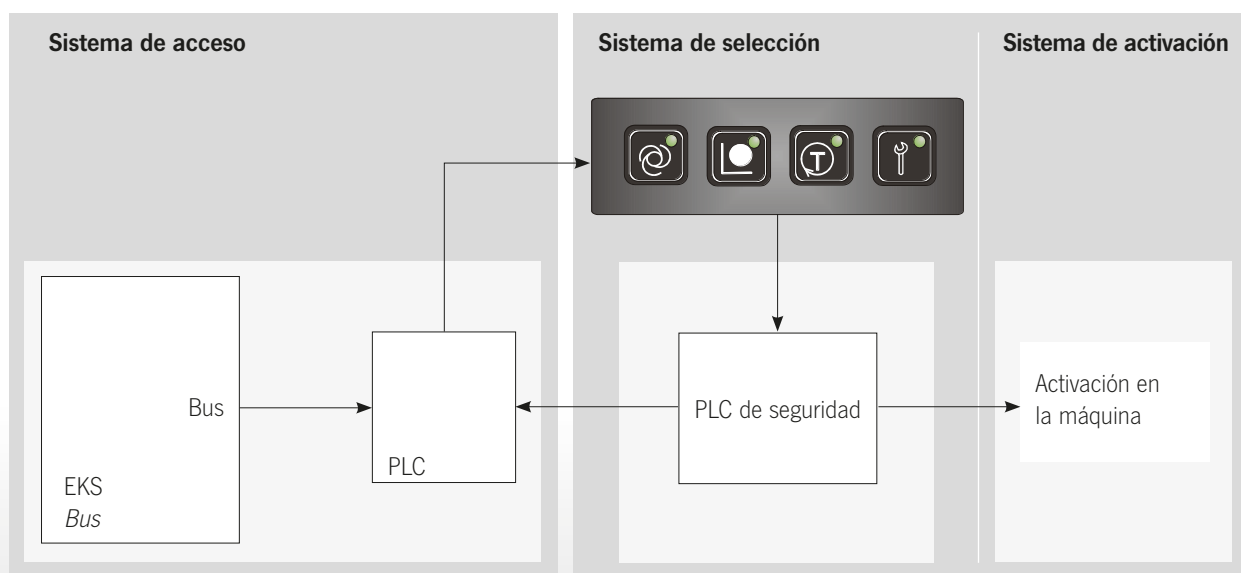 Sistema de acceso
Sistema de selección
Sistema de activación
T
Bus
EKS
Bus
PLC
PLC de seguridad
Activación en
la máquina